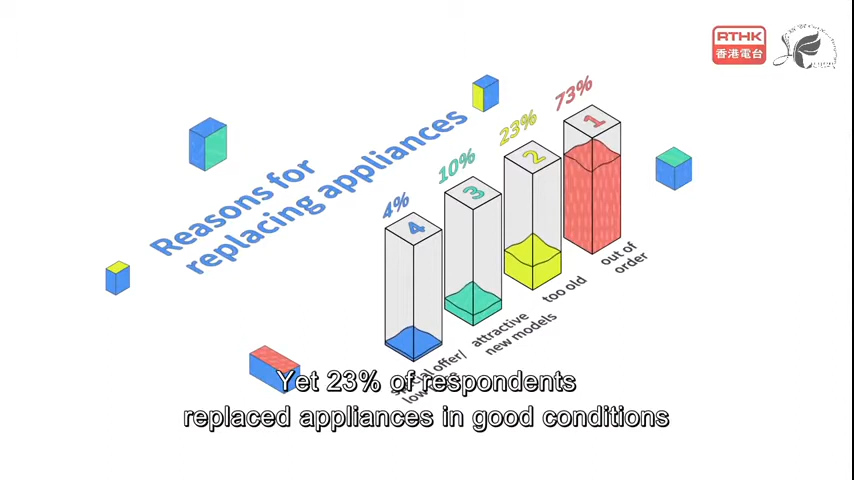 RTHK
香港電台
Reasons for
replacing appliances
4%
10%
23%
73%
4
3
2
1
out of
order
too old
attractive
new models
offer/
Yet 23% of respondents
replaced appliances in good conditions